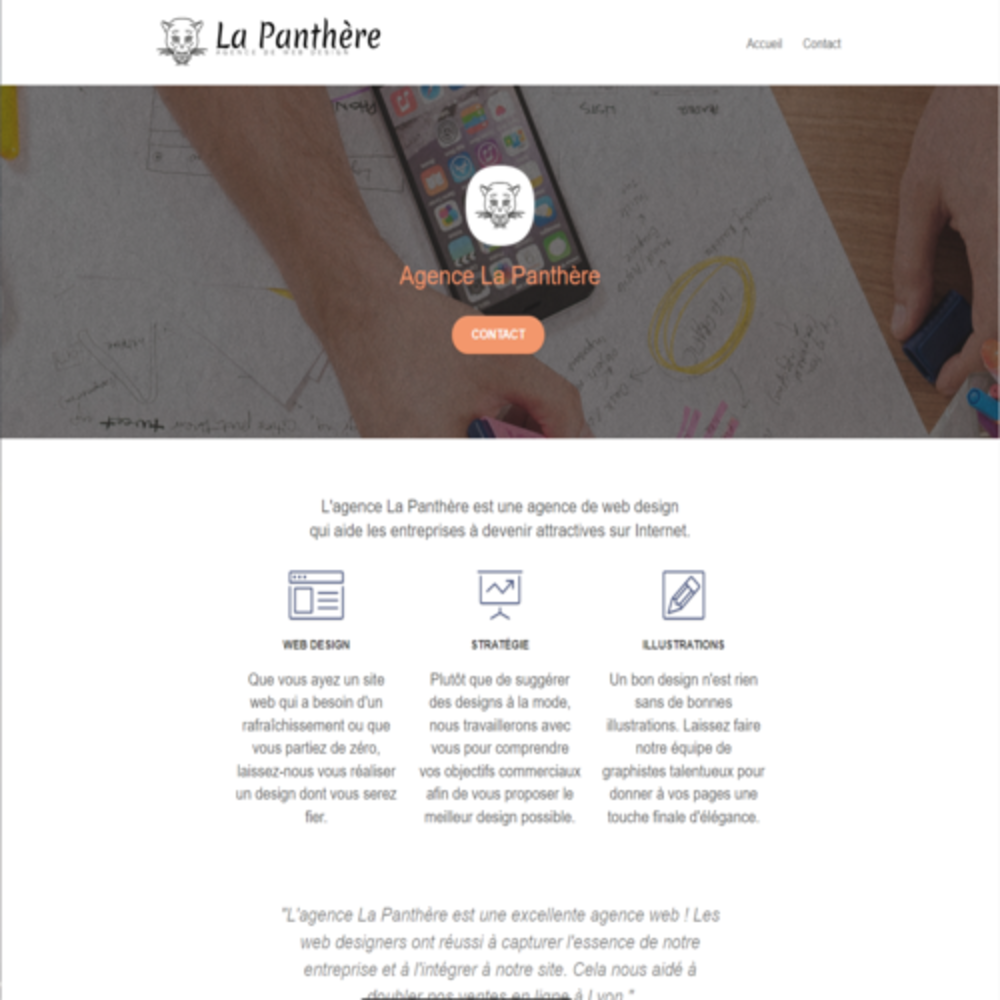 La Panthère
AGENCE DE WEB DESIGN
Accueil Contact
Agence La Panthère
CONTACT
L'agence La Panthère est une agence de web design
qui aide les entreprises à devenir attractives sur Internet.
WEB DESIGN
Que vous ayez un site
web qui a besoin d'un
rafraîchissement ou que
vous partiez de zéro,
laissez-nous vous réaliser
un design dont vous serez
fier.
STRATÉGIE
Plutôt que de suggérer
des designs à la mode,
nous travaillerons avec
vous pour comprendre
vos objectifs commerciaux
afin de vous proposer le
meilleur design possible.
ILLUSTRATIONS
Un bon design n'est rien
sans de bonnes
illustrations. Laissez faire
notre équipe de
graphistes talentueux pour
donner à vos pages une
touche finale d'élégance.
"L'agence La Panthère est une excellente agence web ! Les
web designers ont réussi à capturer l'essence de notre
entreprise et à l'intégrer à notre site. Cela nous aidé à
doubler nos ventes en ligne à Lyon."